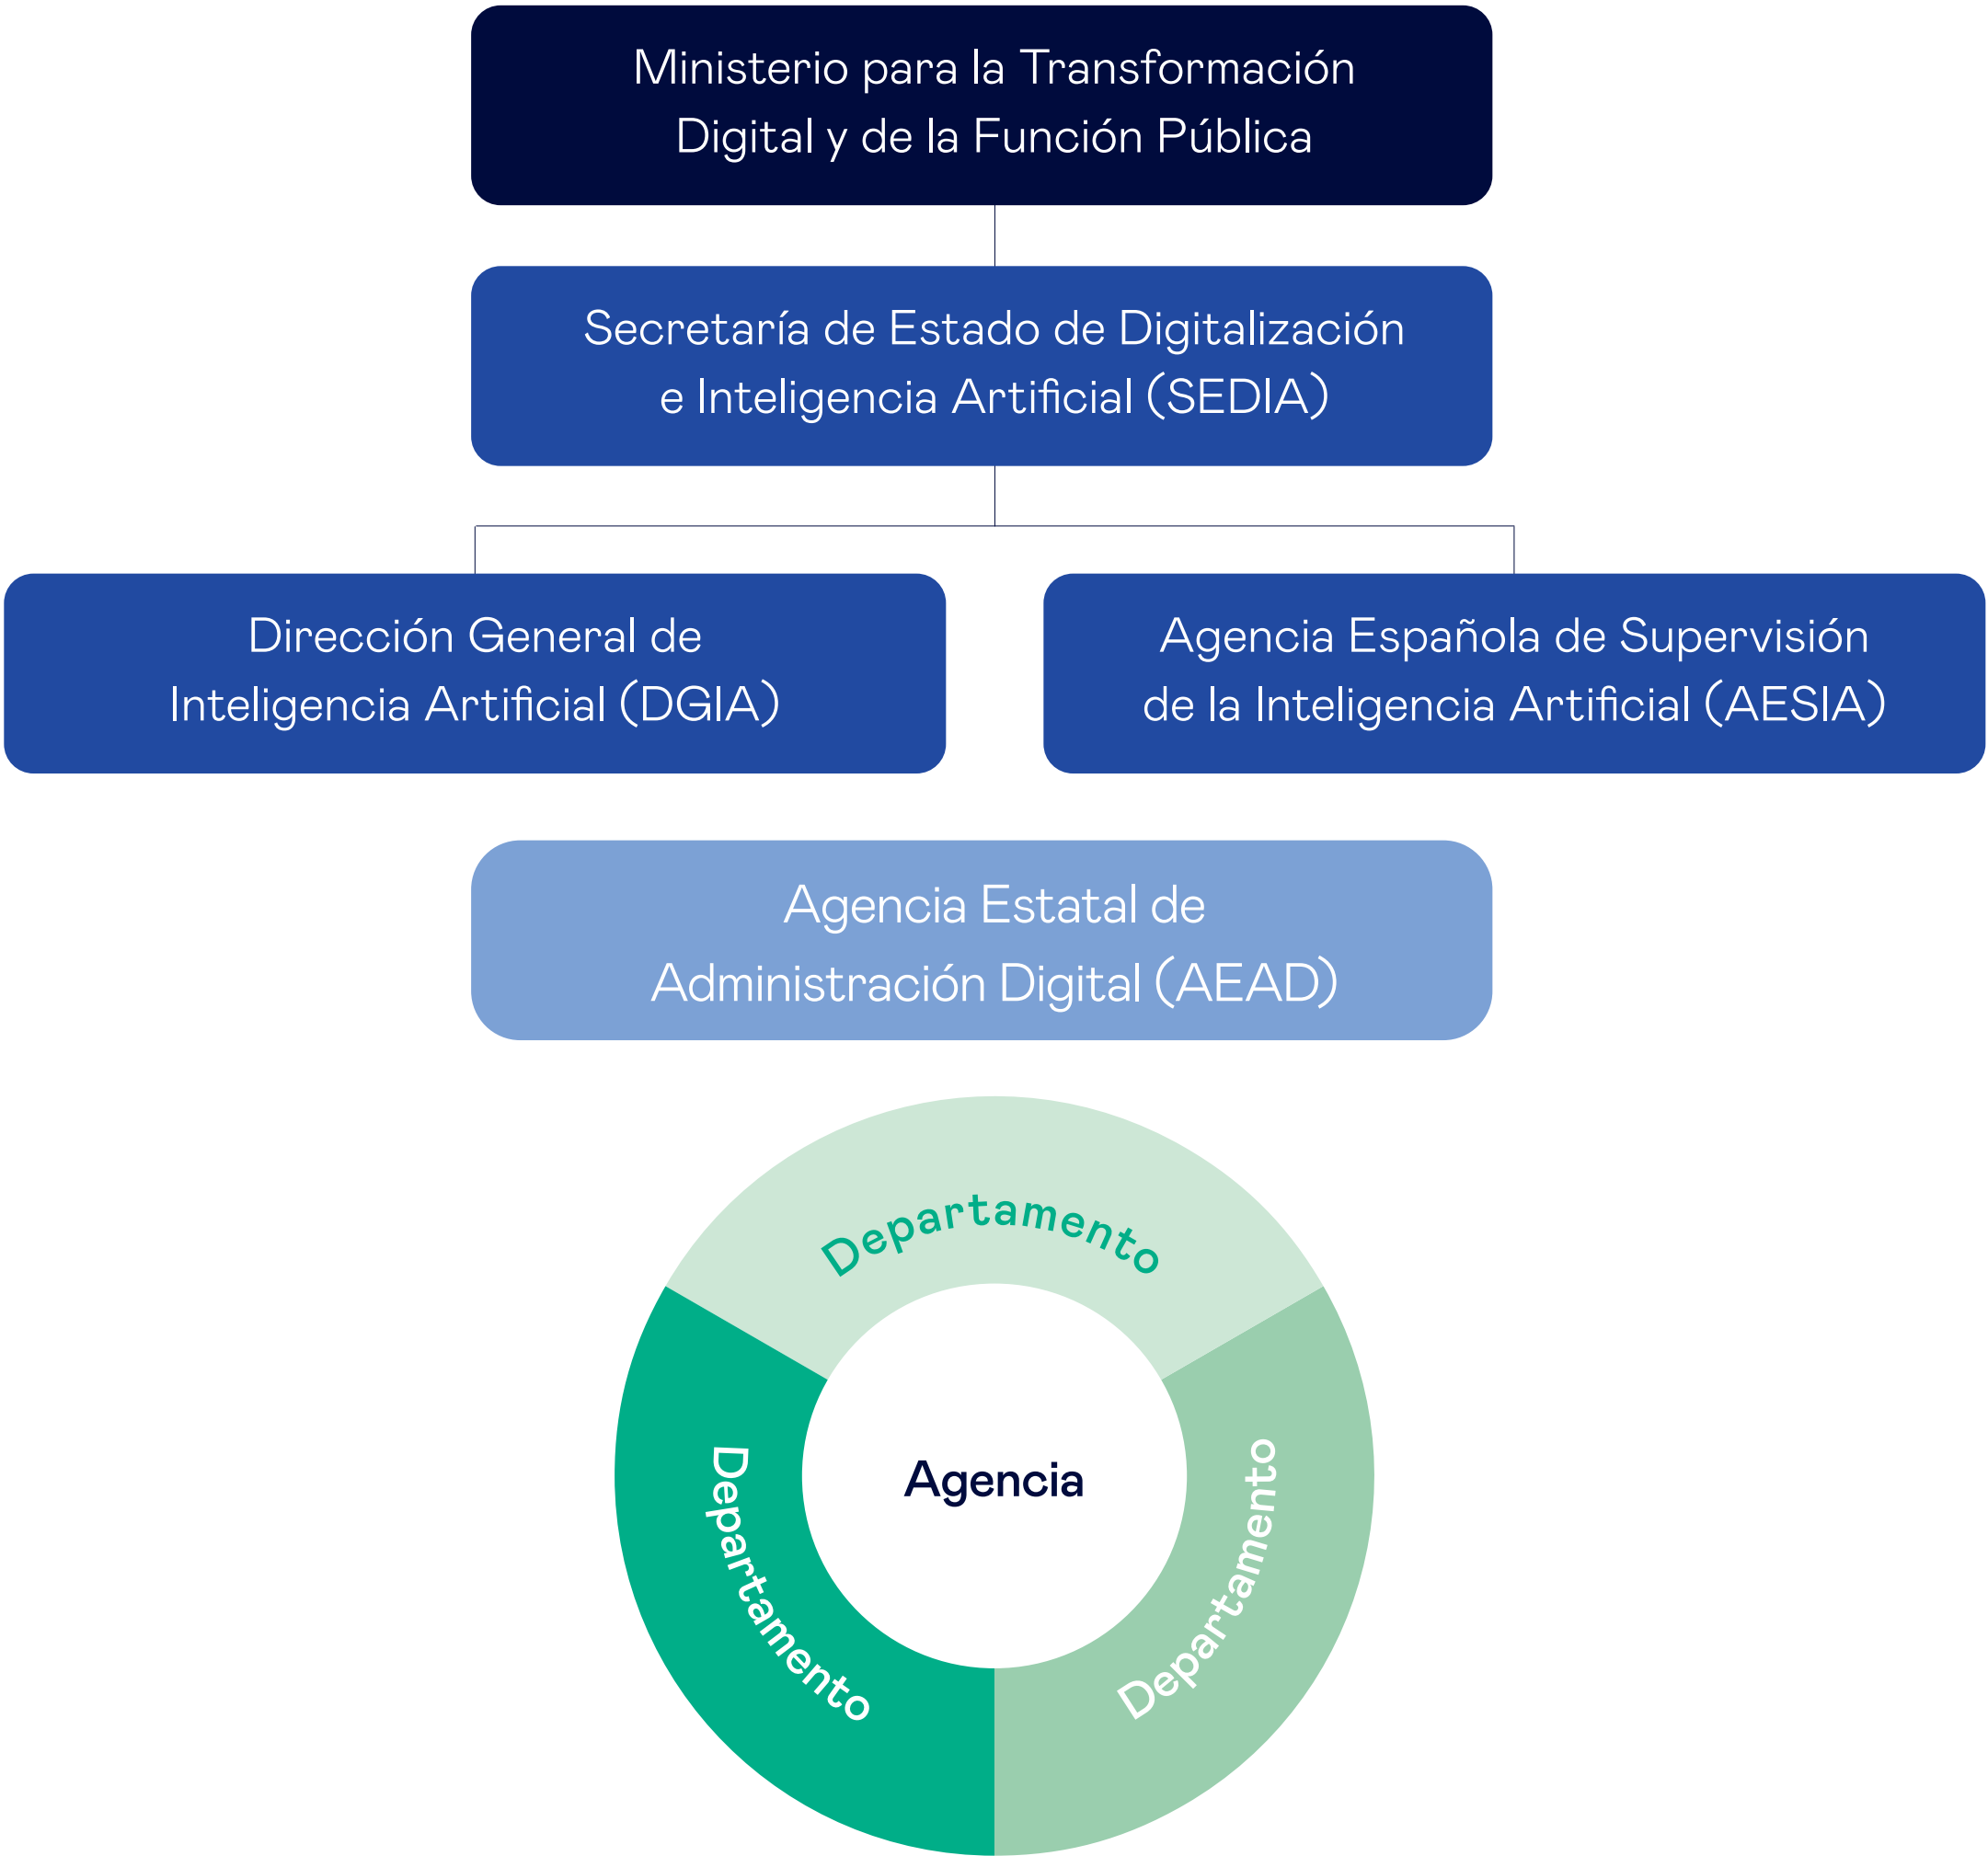 Ministerio para la Transformación
Digital y de la Función Pública
Secretaría de Estado de Digitalización
e Inteligencia Artificial (SEDIA)
Dirección General de
Inteligencia Artificial (DGIA)
Agencia Española de Supervisión
de la Inteligencia Artificial (AESIA)
Agencia Estatal de
Administración Digital (AEAD)
Departamento
Departamento
Agencia
Departamento